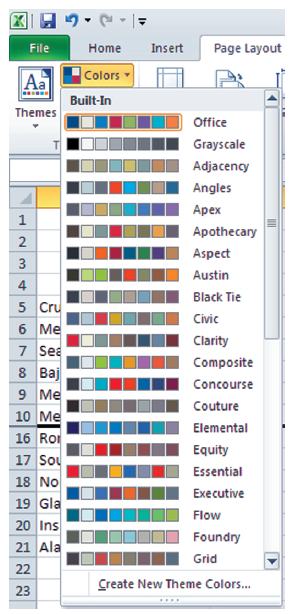 File Home Insert Page Layout
Aa Colors
Themes
Built-In
Office
Grayscale
Adjacency
Angles
Apex
Apothecary
Aspect
Austin
Black Tie
Civic
Clarity
Composite
Concourse
Couture
Elemental
Equity
Essential
Executive
Flow
Foundry
Grid
Create New Theme Colors...
T
1
2
3
4
5 Cru
6 Me
7 Sea
8 Baj
9 Me
10 Me
16 Ror
17 Sou
18 No
19 Gla
20 Ins
21 Ala
22
23